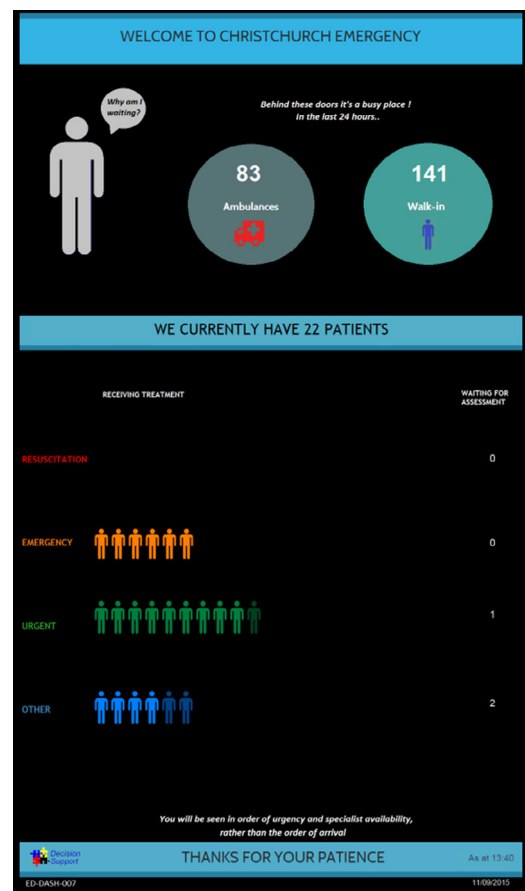 WELCOME TO CHRISTCHURCH EMERGENCY
Why am I
waiting?
Behind these doors it's a busy place !
In the last 24 hours..
83
Ambulances
141
Walk-in
WE CURRENTLY HAVE 22 PATIENTS
RECEIVING TREATMENT
WAITING FOR
ASSESSMENT
RESUSCITATION 0
EMERGENCY 0
URGENT 1
OTHER 2
You will be seen in order of urgency and specialist availability,
rather than the order of arrival
Decision
Support
THANKS FOR YOUR PATIENCE
As at 13:40
ED-DASH-007
11/09/2015